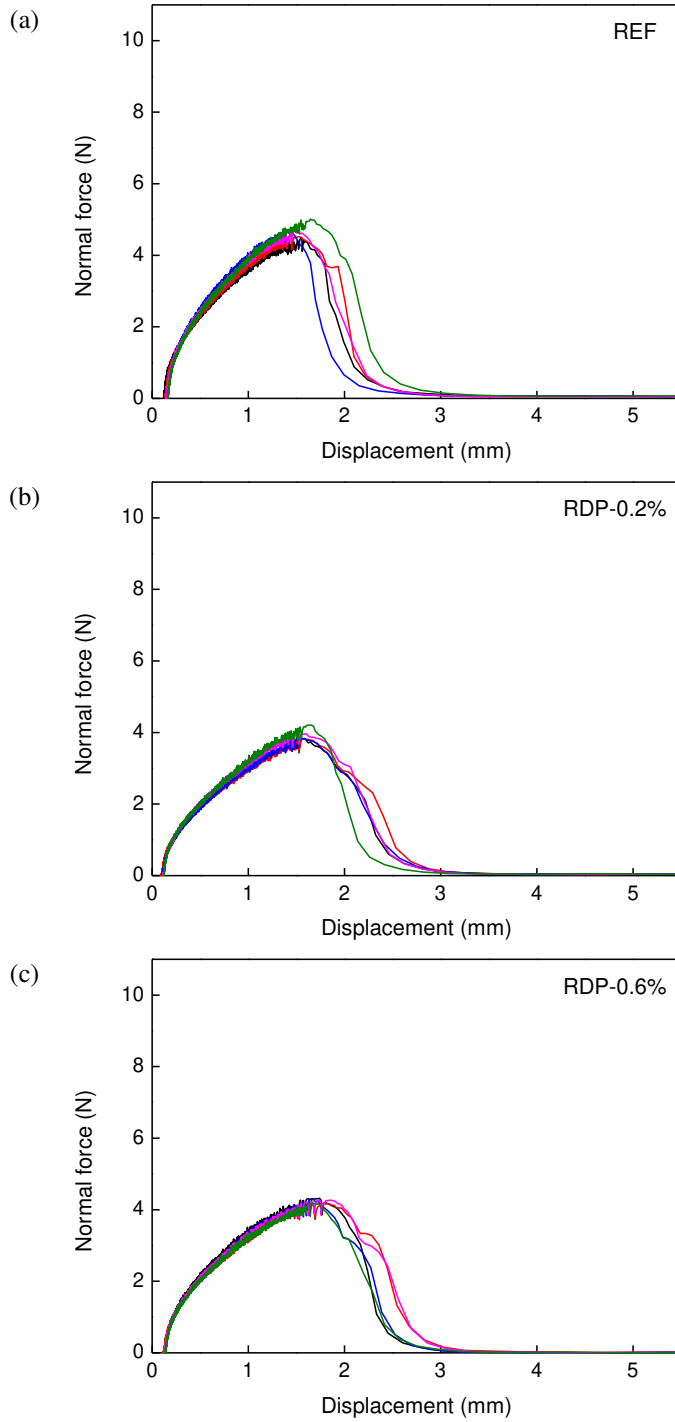 (a)
REF
10
8
6
4
2
0
0 1 2 3 4 5
Normal force (N)
Displacement (mm)
(b)
RDP-0.2%
10
8
6
4
2
0
0 1 2 3 4 5
Normal force (N)
Displacement (mm)
(c)
RDP-0.6%
10
8
6
4
2
0
0 1 2 3 4 5
Normal force (N)
Displacement (mm)